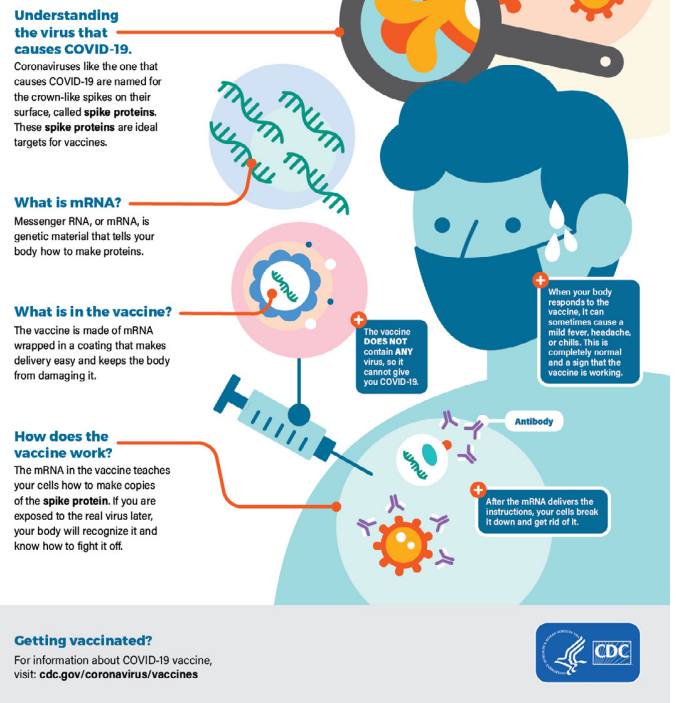 Understanding
the virus that
causes COVID-19.
Coronaviruses like the one that
causes COVID-19 are named for
the crown-like spikes on their
surface, called spike proteins.
These spike proteins are ideal
targets for vaccines.
What is mRNA?
Messenger RNA, or mRNA, is
genetic material that tells your
body how to make proteins.
What is in the vaccine?
The vaccine is made of mRNA
wrapped in a coating that makes
delivery easy and keeps the body
from damaging it.
The vaccine
DOES NOT
contain ANY
virus, so it
cannot give
you COVID-19.
When your body
responds to the
vaccine, it can
sometimes cause a
mild fever, headache,
or chills. This is
completely normal
and a sign that the
vaccine is working.
How does the
vaccine work?
The mRNA in the vaccine teaches
your cells how to make copies
of the spike protein. If you are
exposed to the real virus later,
your body will recognize it and
know how to fight it off.
Antibody
After the mRNA delivers the
instructions, your cells break
it down and get rid of it.
Getting vaccinated?
For information about COVID-19 vaccine,
visit: cdc.gov/coronavirus/vaccines
CDC